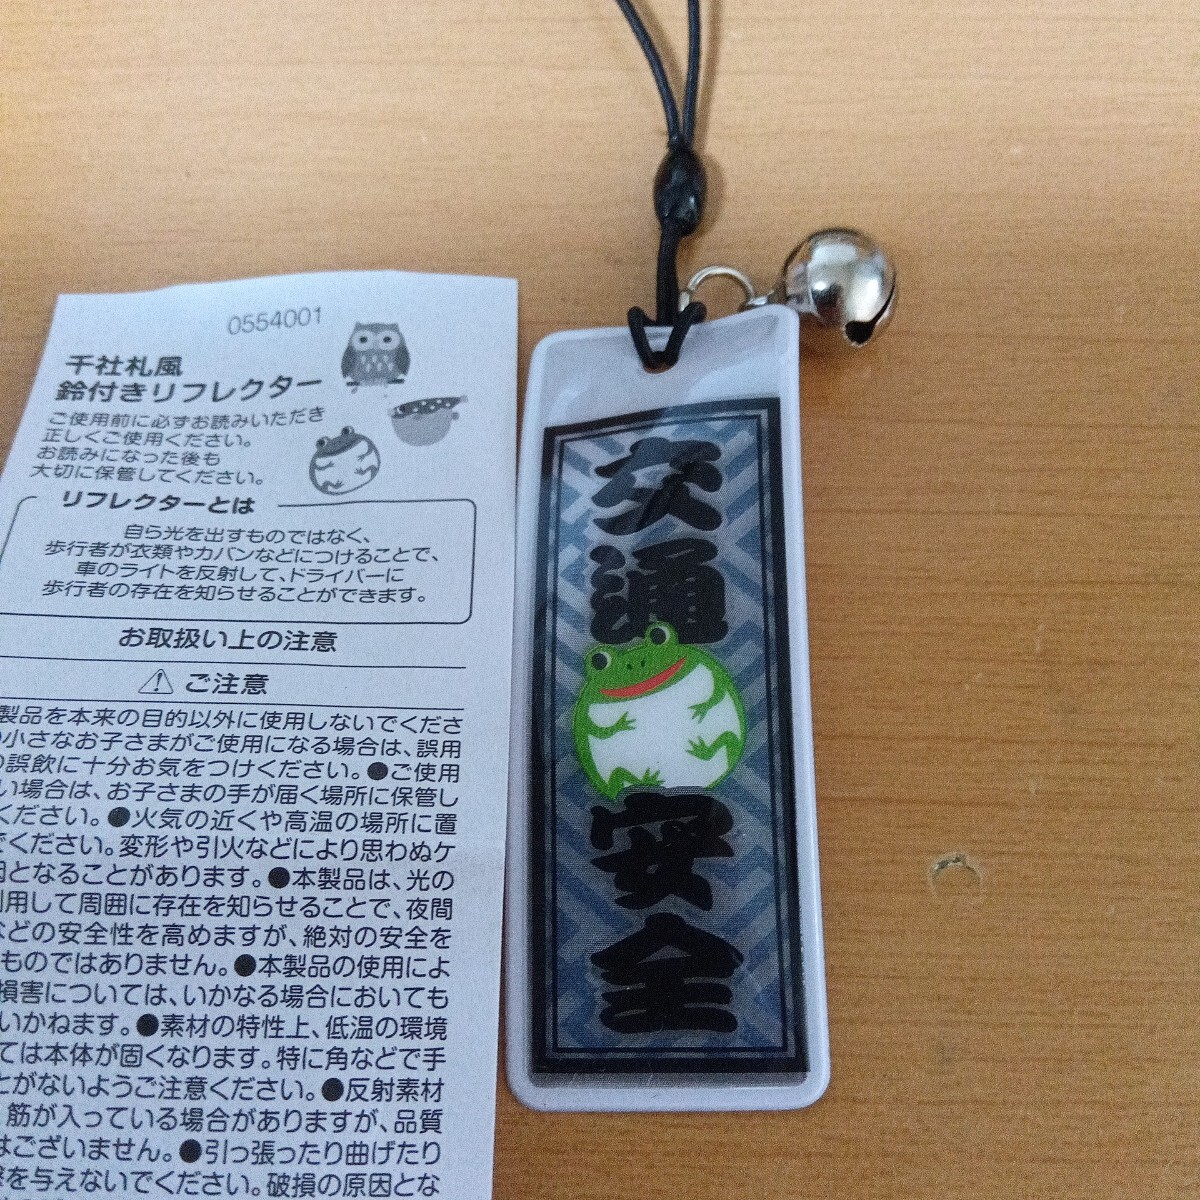 0554001
千社札風
鈴付きリフレクター
ご使用前に必ずお読みいただき
正しくご使用ください。
お読みになった後も
大切に保管してください。
リフレクターとは
自ら光を出すものではなく、
歩行者が衣類やカバンなどにつけることで、
車のライトを反射して、ドライバーに
歩行者の存在を知らせることができます。
お取扱い上の注意
ご注意
製品を本来の目的以外に使用しないでくださ
小さなお子さまがご使用になる場合は、誤用
誤飲に十分お気をつけください。●ご使用
い場合は、お子さまの手が届く場所に保管し
ください。●火気の近くや高温の場所に置
でください。変形や引火などにより思わぬケ
因となることがあります。●本製品は、光の
利用して周囲に存在を知らせることで、夜間
などの安全性を高めますが、絶対の安全を
ものではありません。●本製品の使用によ
損害については、いかなる場合においても
いかねます。●素材の特性上、低温の環境
ては本体が固くなります。特に角などで手
とがないようご注意ください。●反射素材
筋が入っている場合がありますが、品質
はございません。●引っ張ったり曲げたり
撃を与えないでください。破損の原因とな
交通
安全